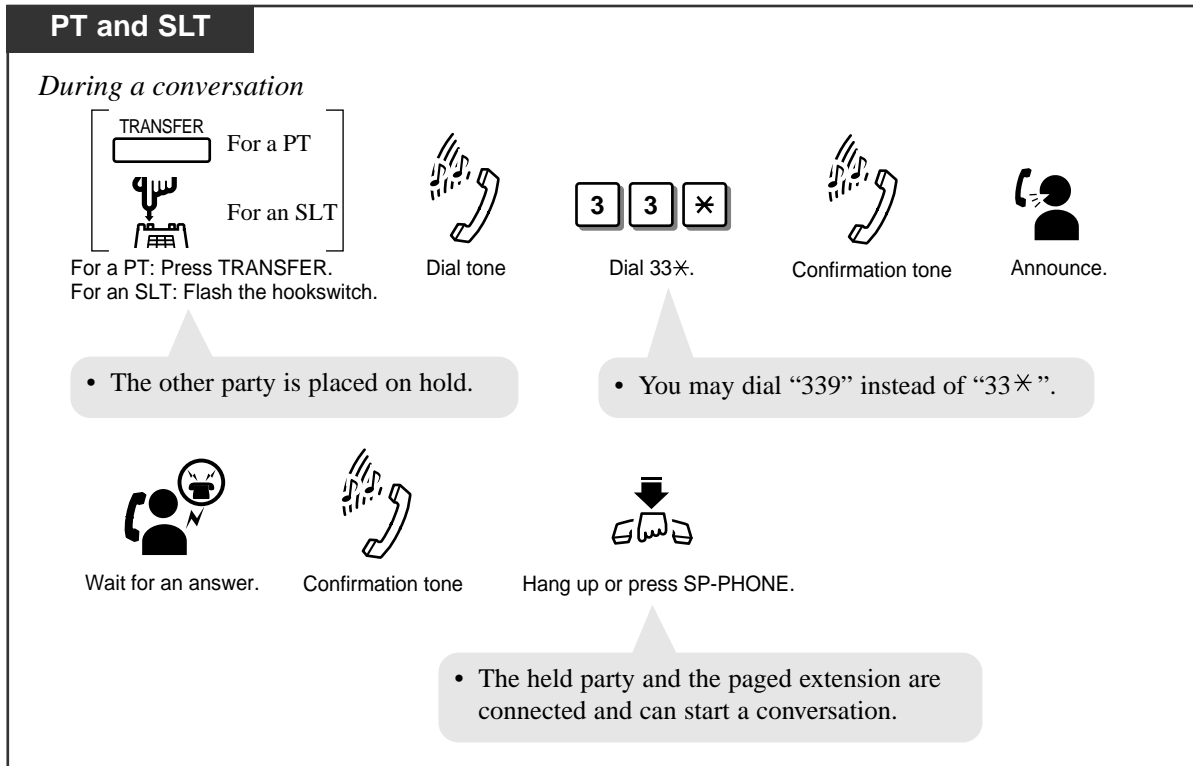 PT and SLT
During a conversation
TRANSFER
For a PT
For an SLT
For a PT: Press TRANSFER.
For an SLT: Flash the hookswitch.
Dial tone
3 3 ✳
Dial 33✳.
Confirmation tone
Announce.
• The other party is placed on hold.
• You may dial “339” instead of “33✳”.
Wait for an answer.
Confirmation tone
Hang up or press SP-PHONE.
• The held party and the paged extension are
connected and can start a conversation.